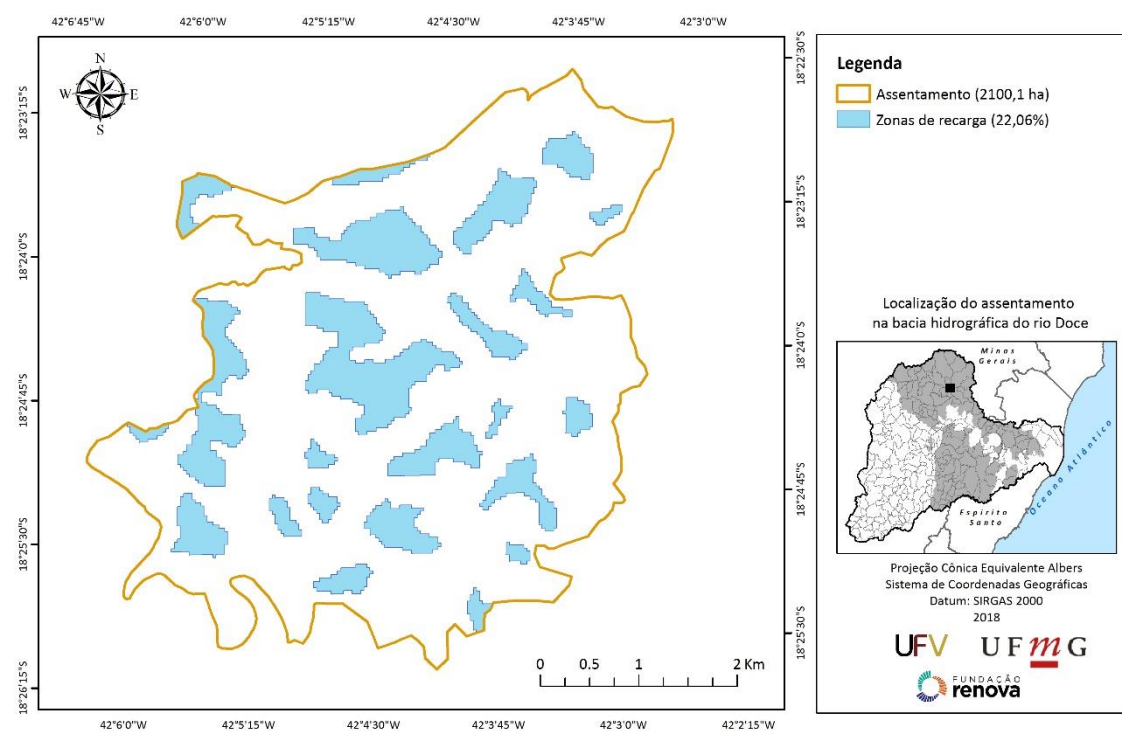 42°6'45"W 42°6'0"W 42°5'15"W 42°4'30"W 42°3'45"W 42°3'0"W
18°22'30"S
18°23'15"S
18°24'0"S
18°24'45"S
18°25'30"S
18°23'15"S
18°24'0"S
18°24'45"S
18°25'30"S
18°26'15"S
N
W E
S
0 0.5 1 2 Km
42°6'0"W 42°5'15"W 42°4'30"W 42°3'45"W 42°3'0"W 42°2'15"W
Legenda
Assentamento (2100,1 ha)
Zonas de recarga (22,06%)
Localização do assentamento
na bacia hidrográfica do rio Doce
Minas
Gerais
Oceano Atlântico
Espírito
Santo
Projeção Cônica Equivalente Albers
Sistema de Coordenadas Geográficas
Datum: SIRGAS 2000
2018
UFV UFmG
FUNDAÇÃO
renova